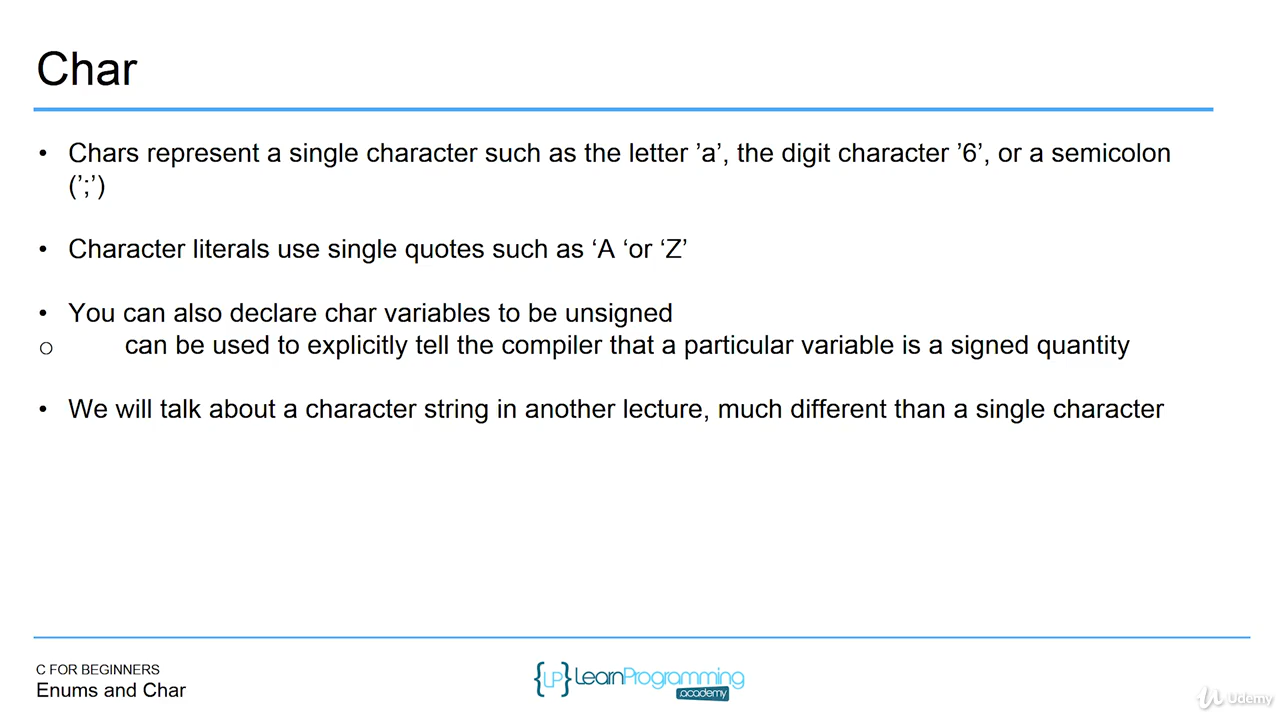 Char
• Chars represent a single character such as the letter ’a’, the digit character ’6’, or a semicolon
(’;’)
• Character literals use single quotes such as ‘A ‘or ‘Z’
• You can also declare char variables to be unsigned
o can be used to explicitly tell the compiler that a particular variable is a signed quantity
• We will talk about a character string in another lecture, much different than a single character
C FOR BEGINNERS
Enums and Char
{LP} LearnProgramming
.academy
Udemy